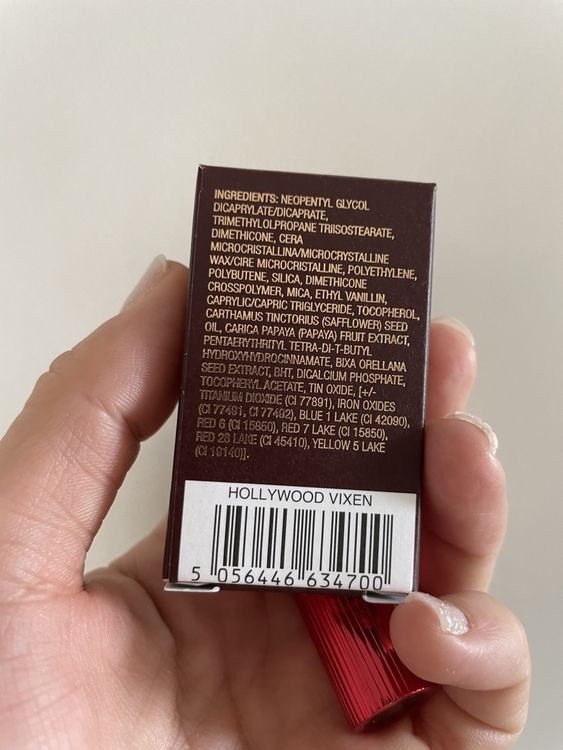 INGREDIENTS: NEOPENTYL GLYCOL
DICAPRYLATE/DICAPRATE,
TRIMETHYLOLPROPANE TRIISOSTEARATE,
DIMETHICONE, CERA
MICROCRISTALLINA/MICROCRYSTALLINE
WAX/CIRE MICROCRISTALLINE, POLYETHYLENE,
POLYBUTENE, SILICA, DIMETHICONE
CROSSPOLYMER, MICA, ETHYL VANILLIN,
CAPRYLIC/CAPRIC TRIGLYCERIDE, TOCOPHEROL,
CARTHAMUS TINCTORIUS (SAFFLOWER) SEED
OIL, CARICA PAPAYA (PAPAYA) FRUIT EXTRACT,
PENTAERYTHRITYL TETRA-DI-T-BUTYL
HYDROXYHYDROCINNAMATE, BIXA ORELLANA
SEED EXTRACT, BHT, DICALCIUM PHOSPHATE,
TOCOPHERYL ACETATE, TIN OXIDE, [+/-
TITANIUM DIOXIDE (CI 77891), IRON OXIDES
(CI 77491, CI 77492), BLUE 1 LAKE (CI 42090),
RED 6 (CI 15850), RED 7 LAKE (CI 15850),
RED 28 LAKE (CI 45410), YELLOW 5 LAKE
(CI 19140)].
HOLLYWOOD VIXEN
5 056446 634700